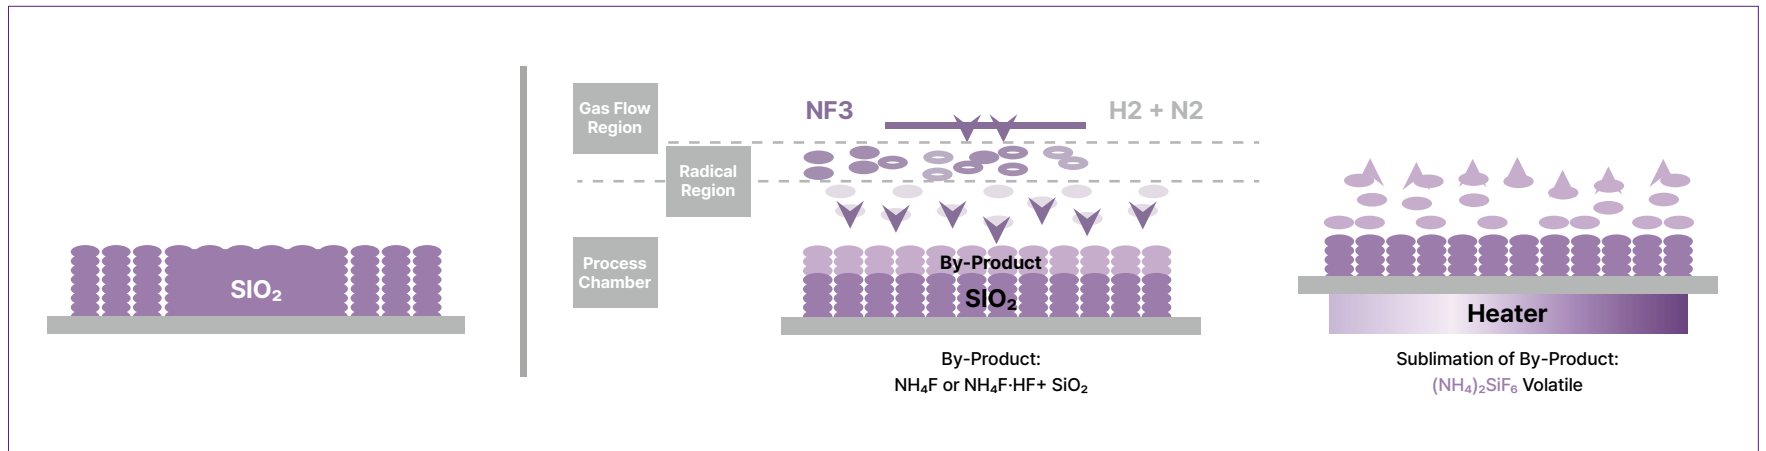 SIO₂
Gas Flow
Region
NF3
H2 + N2
Radical
Region
Process
Chamber
By-Product
SIO₂
By-Product:
NH₄F or NH₄F·HF+ SiO₂
Heater
Sublimation of By-Product:
(NH₄)₂SiF₆ Volatile